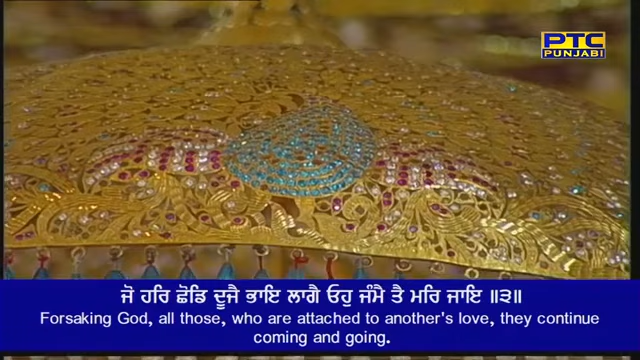 PTC
PUNJABI
ਜੋ ਹਰਿ ਛੋਡਿ ਦੂਜੈ ਭਾਇ ਲਾਗੈ ਓਹੁ ਜੰਮੈ ਤੈ ਮਰਿ ਜਾਇ ॥੩॥
Forsaking God, all those, who are attached to another's love, they continue
coming and going.